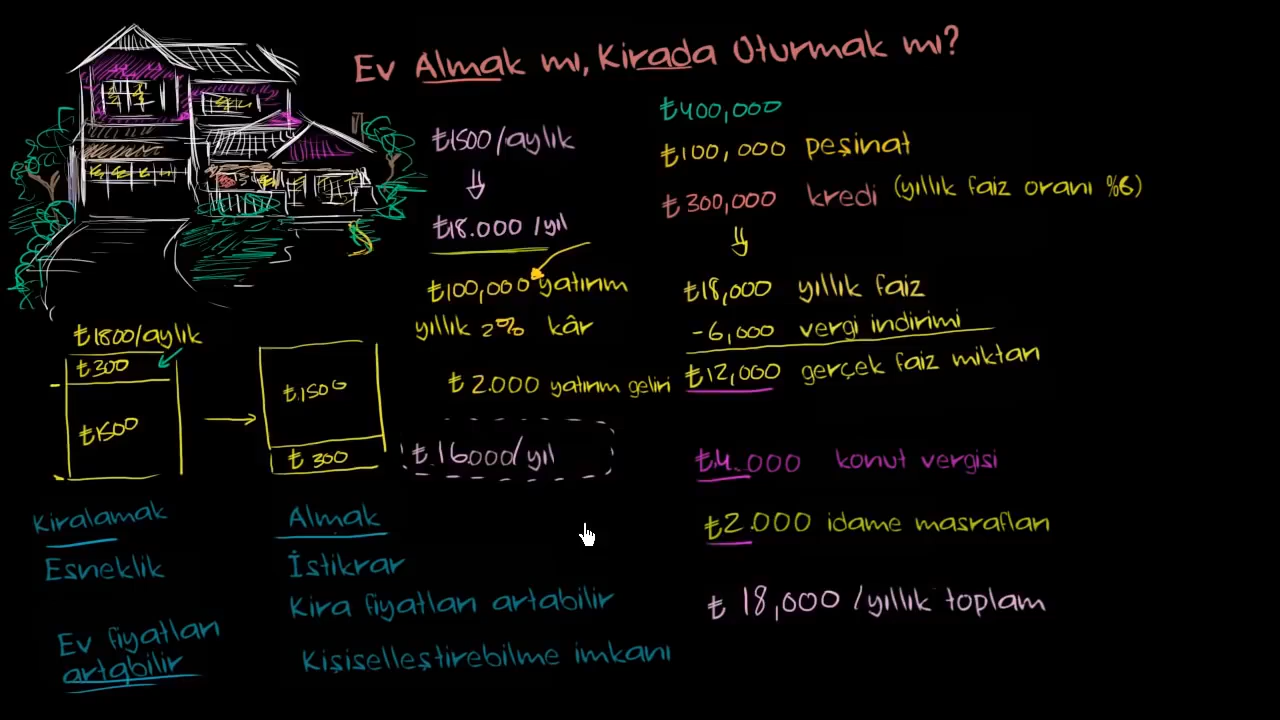 Ev Almak mı, Kirada Oturmak mı?
₺1500/aylık
₺18.000 /yıl
₺100,000 yatırım
yıllık 2% kâr
₺2.000 yatırım geliri
₺16000/yıl
₺400,000
₺100,000 peşinat
₺300,000 kredi (yıllık faiz oranı %6)
₺18,000 yıllık faiz
-6,000 vergi indirimi
₺12,000 gerçek faiz miktarı
₺4.000 konut vergisi
₺2.000 idame masrafları
₺ 18,000 /yıllık toplam
₺1800/aylık
₺300
₺1500
₺1500
₺300
Kiralamak
Esneklik
Ev fiyatları
artabilir
Almak
İstikrar
Kira fiyatları artabilir
Kişiselleştirebilme imkanı